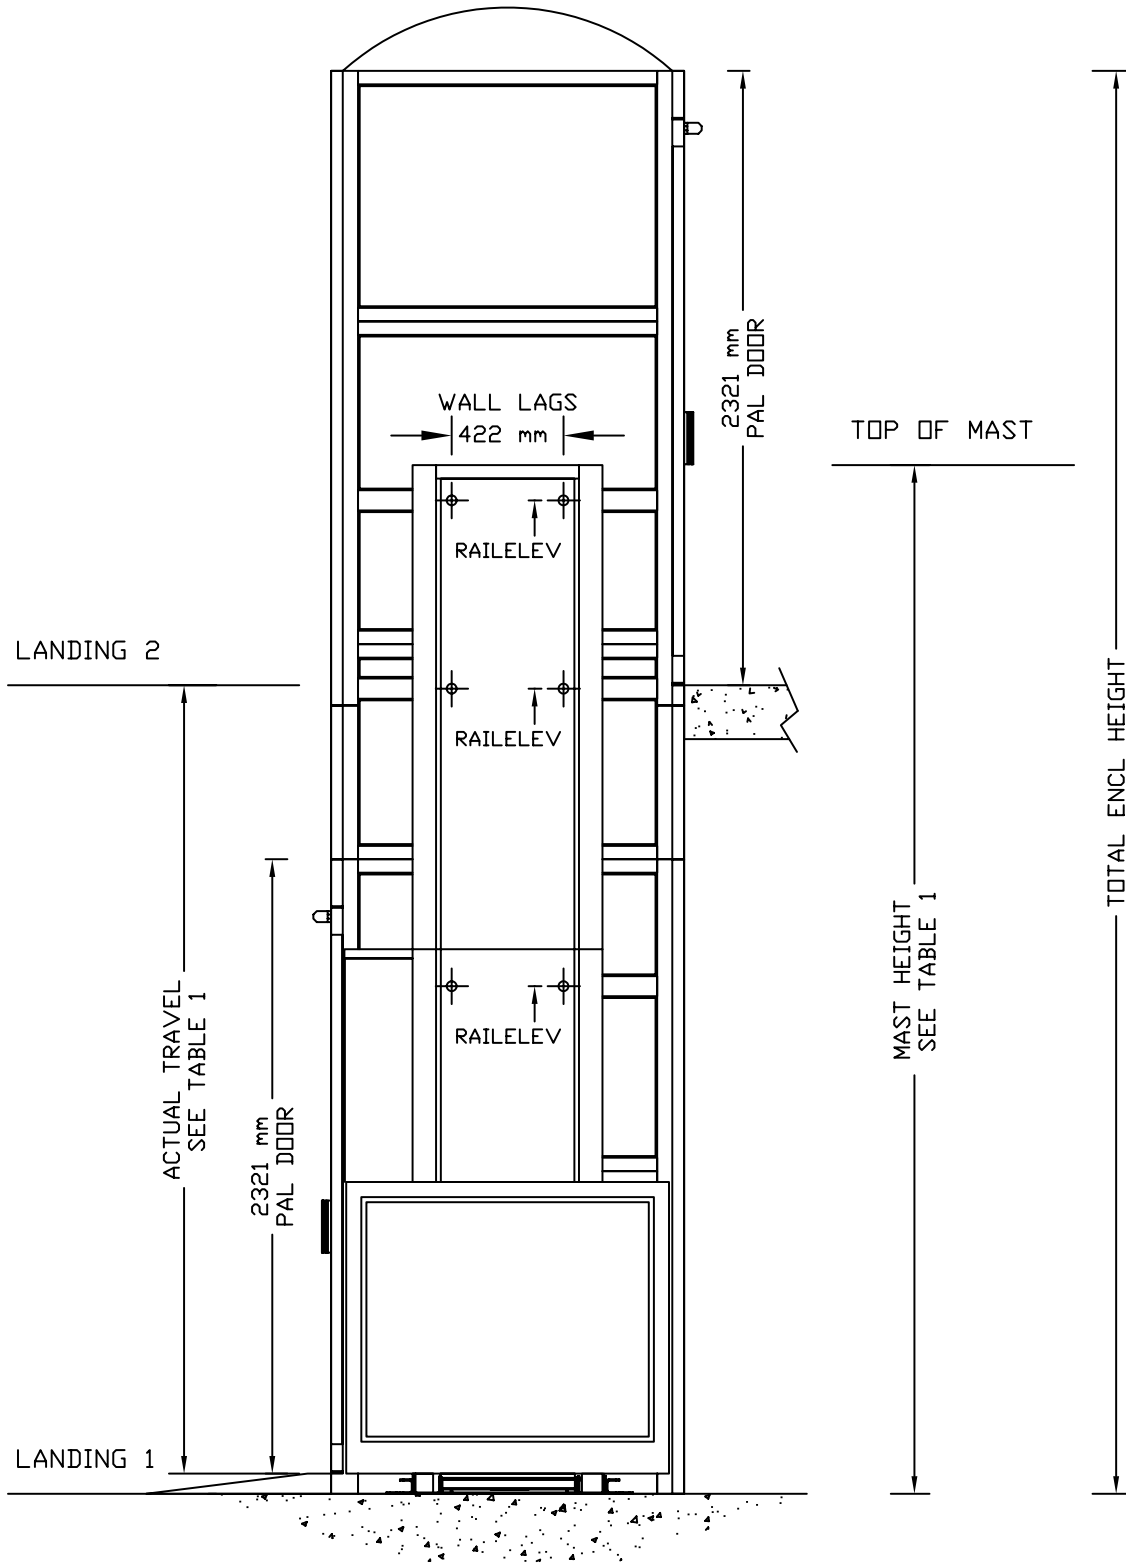 WALL LAGS
422 mm
2321 mm
PAL DOOR
TOP OF MAST
RAILELEV
LANDING 2
RAILELEV
TOTAL ENCL HEIGHT
MAST HEIGHT
SEE TABLE 1
ACTUAL TRAVEL
SEE TABLE 1
RAILELEV
2321 mm
PAL DOOR
LANDING 1